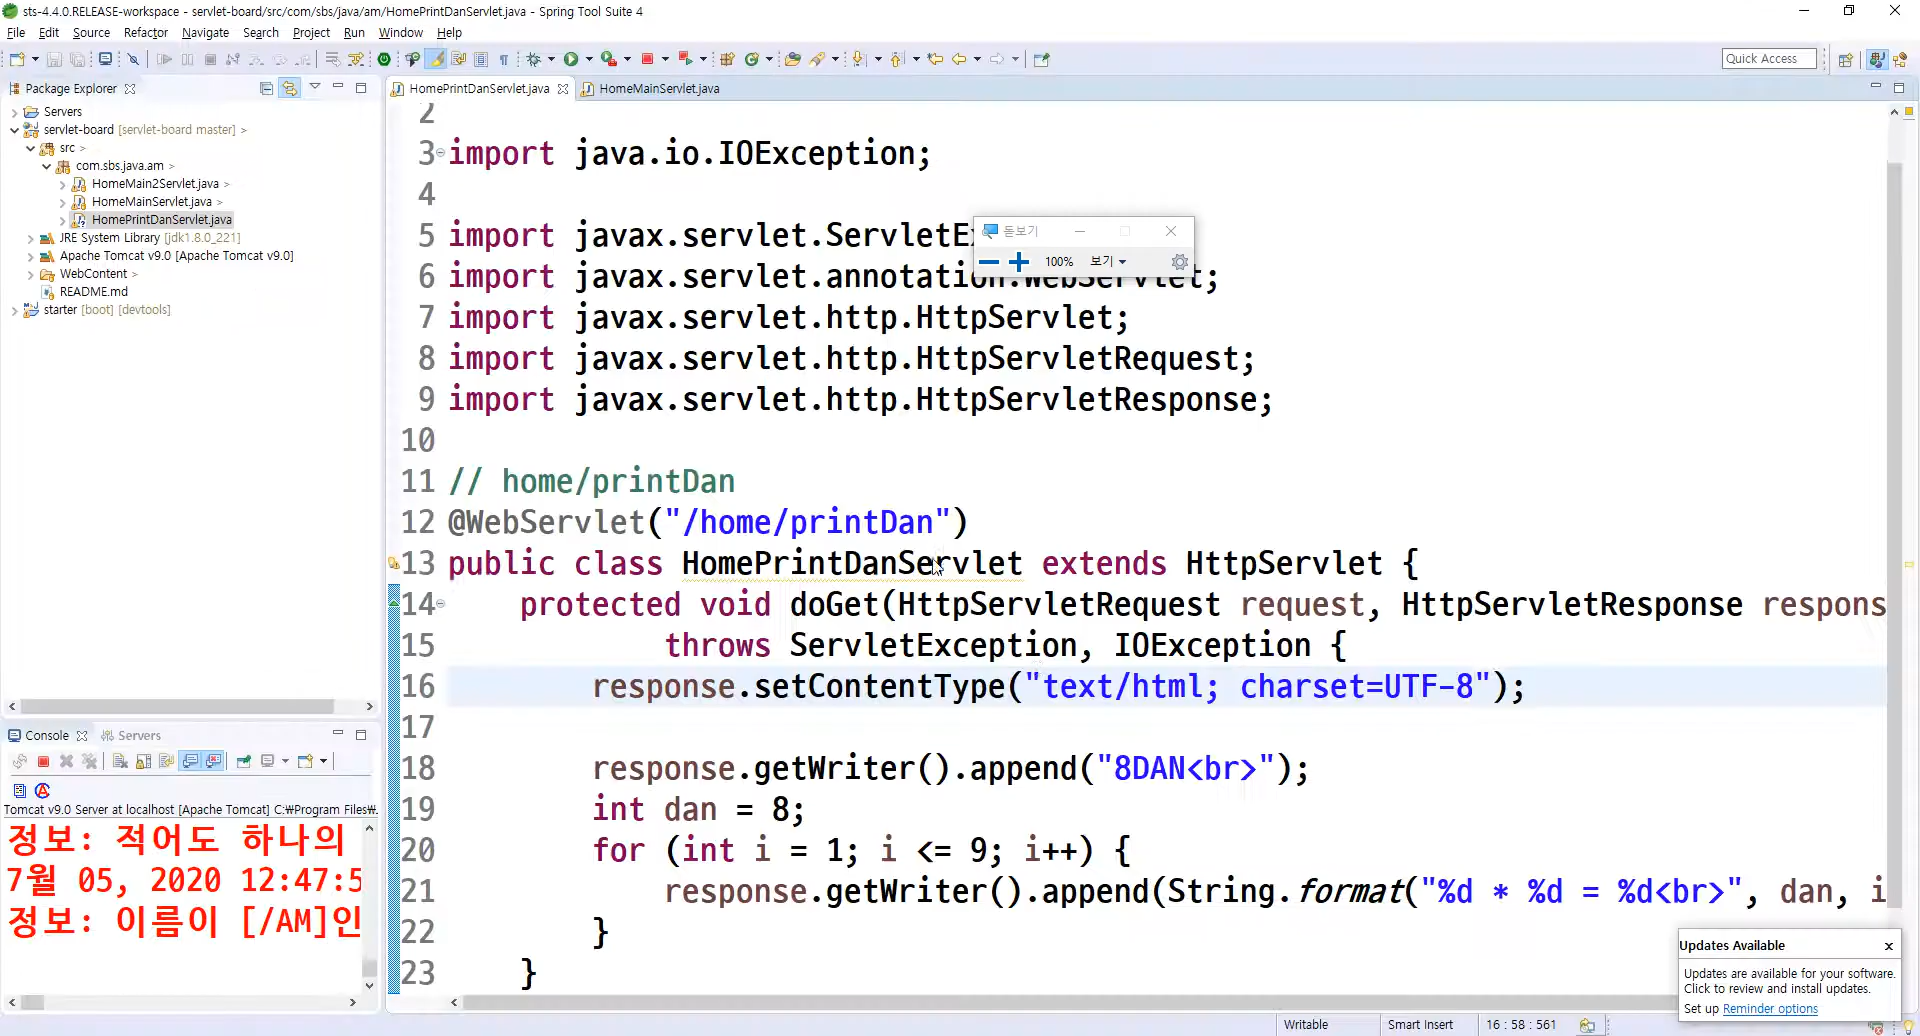 sts-4.4.0.RELEASE-workspace - servlet-board/src/com/sbs/java/am/HomePrintDanServlet.java - Spring Tool Suite 4
File Edit Source Refactor Navigate Search Project Run Window Help
Quick Access
Package Explorer
Servers
servlet-board [servlet-board master] >
src >
com.sbs.java.am >
HomeMain2Servlet.java >
HomeMainServlet.java >
HomePrintDanServlet.java
JRE System Library [jdk1.8.0_221]
Apache Tomcat v9.0 [Apache Tomcat v9.0]
WebContent >
README.md
starter [boot] [devtools]
HomePrintDanServlet.java HomeMainServlet.java
2
3 import java.io.IOException;
4
5 import javax.servlet.ServletEx
6 import javax.servlet.annotation.WebServlet;
7 import javax.servlet.http.HttpServlet;
8 import javax.servlet.http.HttpServletRequest;
9 import javax.servlet.http.HttpServletResponse;
10
11 // home/printDan
12 @WebServlet("/home/printDan")
13 public class HomePrintDanServlet extends HttpServlet {
14 protected void doGet(HttpServletRequest request, HttpServletResponse respons
15 throws ServletException, IOException {
16 response.setContentType("text/html; charset=UTF-8");
17
18 response.getWriter().append("8DAN<br>");
19 int dan = 8;
20 for (int i = 1; i <= 9; i++) {
21 response.getWriter().append(String.format("%d * %d = %d<br>", dan, i
22 }
23 }
돋보기
100% 보기
Console Servers
Tomcat v9.0 Server at localhost [Apache Tomcat] C:₩Program Files₩.
정보: 적어도 하나의
7월 05, 2020 12:47:5
정보: 이름이 [/AM]인
Updates Available
Updates are available for your software.
Click to review and install updates.
Set up Reminder options
Writable Smart Insert 16 : 58 : 561